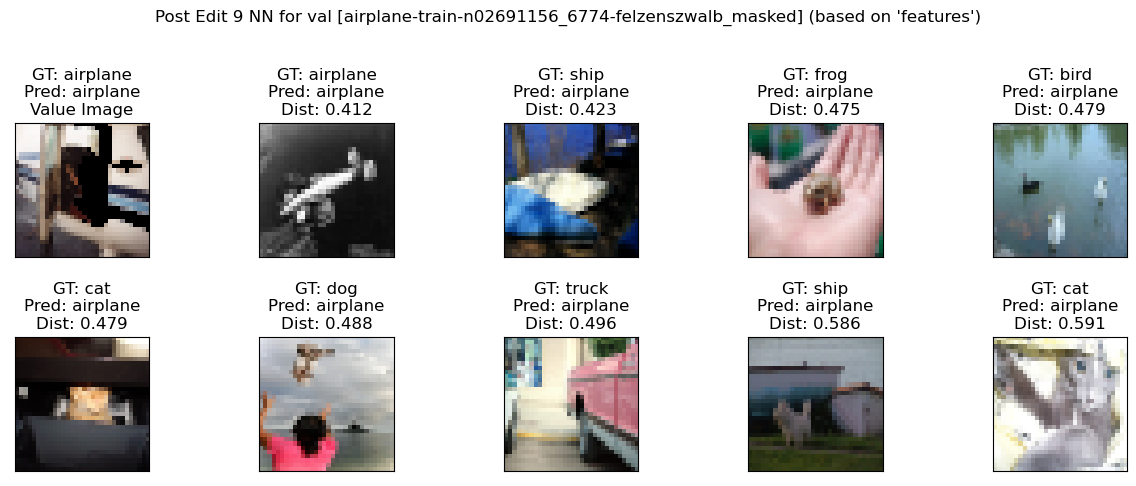 Post Edit 9 NN for val [airplane-train-n02691156_6774-felzenszwalb_masked] (based on 'features')
GT: airplane
Pred: airplane
Value Image
GT: airplane
Pred: airplane
Dist: 0.412
GT: ship
Pred: airplane
Dist: 0.423
GT: frog
Pred: airplane
Dist: 0.475
GT: bird
Pred: airplane
Dist: 0.479
GT: cat
Pred: airplane
Dist: 0.479
GT: dog
Pred: airplane
Dist: 0.488
GT: truck
Pred: airplane
Dist: 0.496
GT: ship
Pred: airplane
Dist: 0.586
GT: cat
Pred: airplane
Dist: 0.591